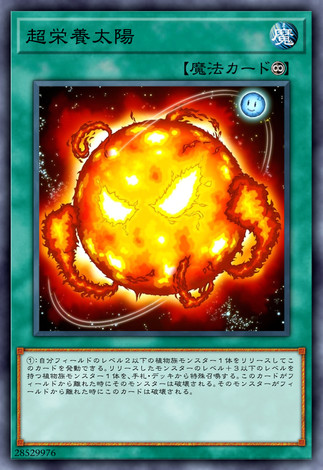 超栄養太陽
魔
【魔法カード】
①:自分フィールドのレベル2以下の植物族モンスター1体をリリースしてこ
のカードを発動できる。リリースしたモンスターのレベル+3以下のレベルを
持つ植物族モンスター1体を、手札・デッキから特殊召喚する。このカードがフ
ィールドから離れた時にそのモンスターは破壊される。そのモンスターがフィー
ルドから離れた時にこのカードは破壊される。
28529976